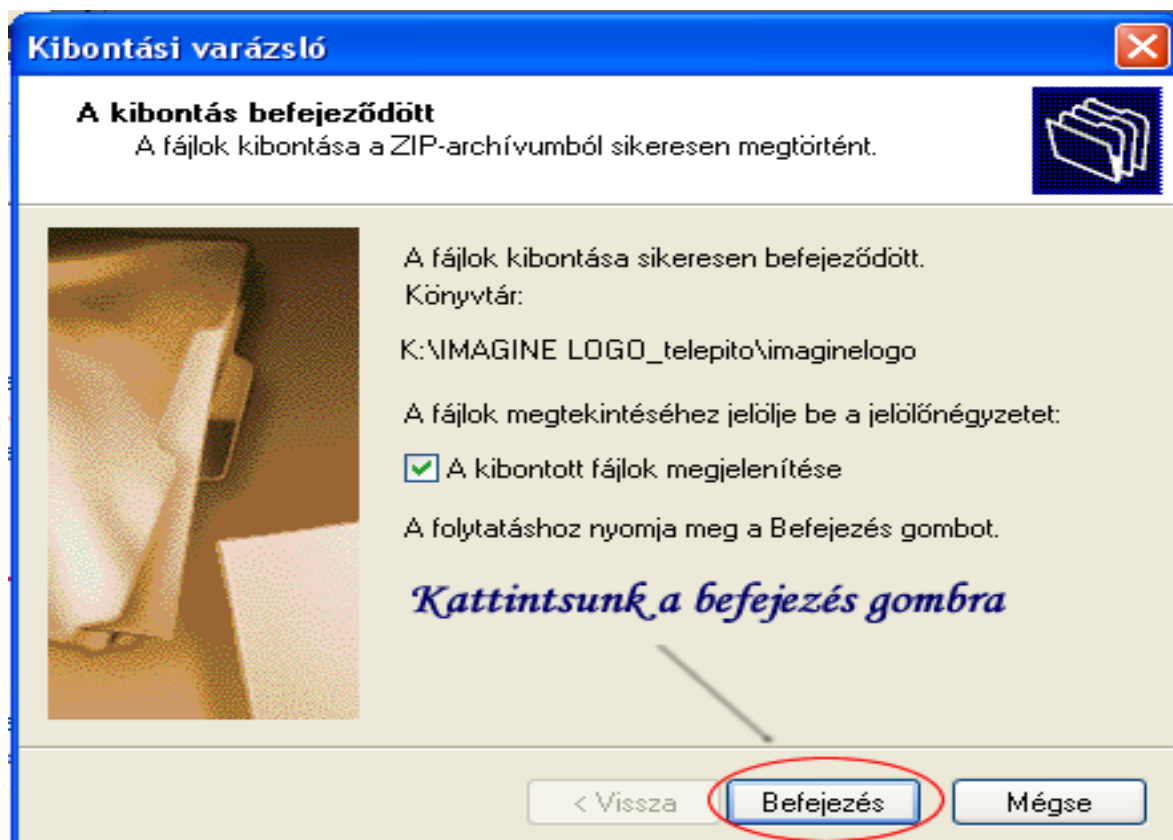 Kibontási varázsló
A kibontás befejeződött
A fájlok kibontása a ZIP-archívumból sikeresen megtörtént.
A fájlok kibontása sikeresen befejeződött.
Könyvtár:
K:\IMAGINE LOGO_telepito\imaginelogo
A fájlok megtekintéséhez jelölje be a jelölőnégyzetet:
A kibontott fájlok megjelenítése
A folytatáshoz nyomja meg a Befejezés gombot.
Kattintsunk a befejezés gombra
< Vissza Befejezés Mégse